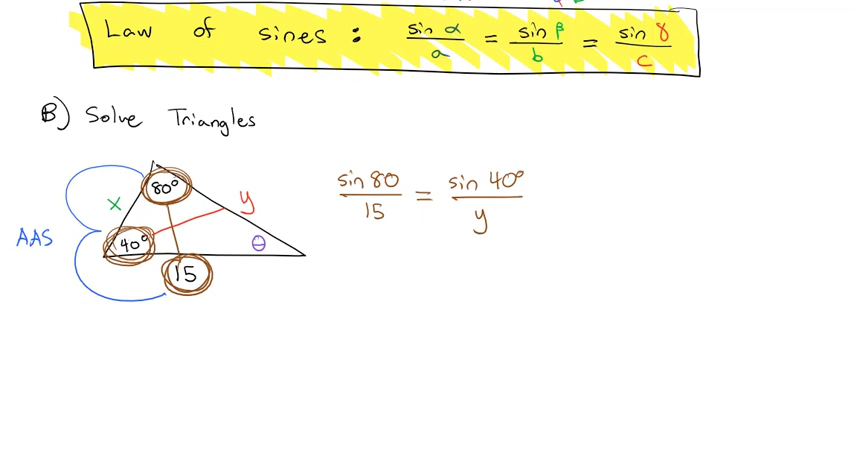 Law of sines : sin α/a = sin β/b = sin γ/c
B) Solve Triangles
80°
x
y
AAS
40°
θ
15
sin 80/15 = sin 40°/y